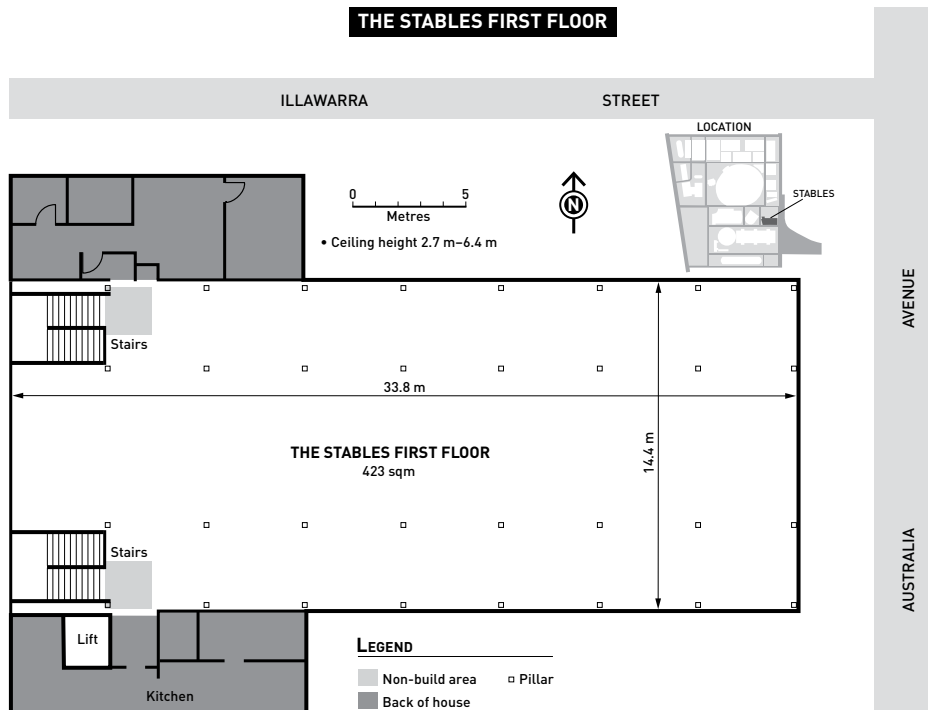 THE STABLES FIRST FLOOR
ILLAWARRA STREET
LOCATION
STABLES
0 5
Metres
N
• Ceiling height 2.7 m–6.4 m
AVENUE
AUSTRALIA
Stairs
33.8 m
14.4 m
THE STABLES FIRST FLOOR
423 sqm
Stairs
Lift
Kitchen
LEGEND
Non-build area
Pillar
Back of house